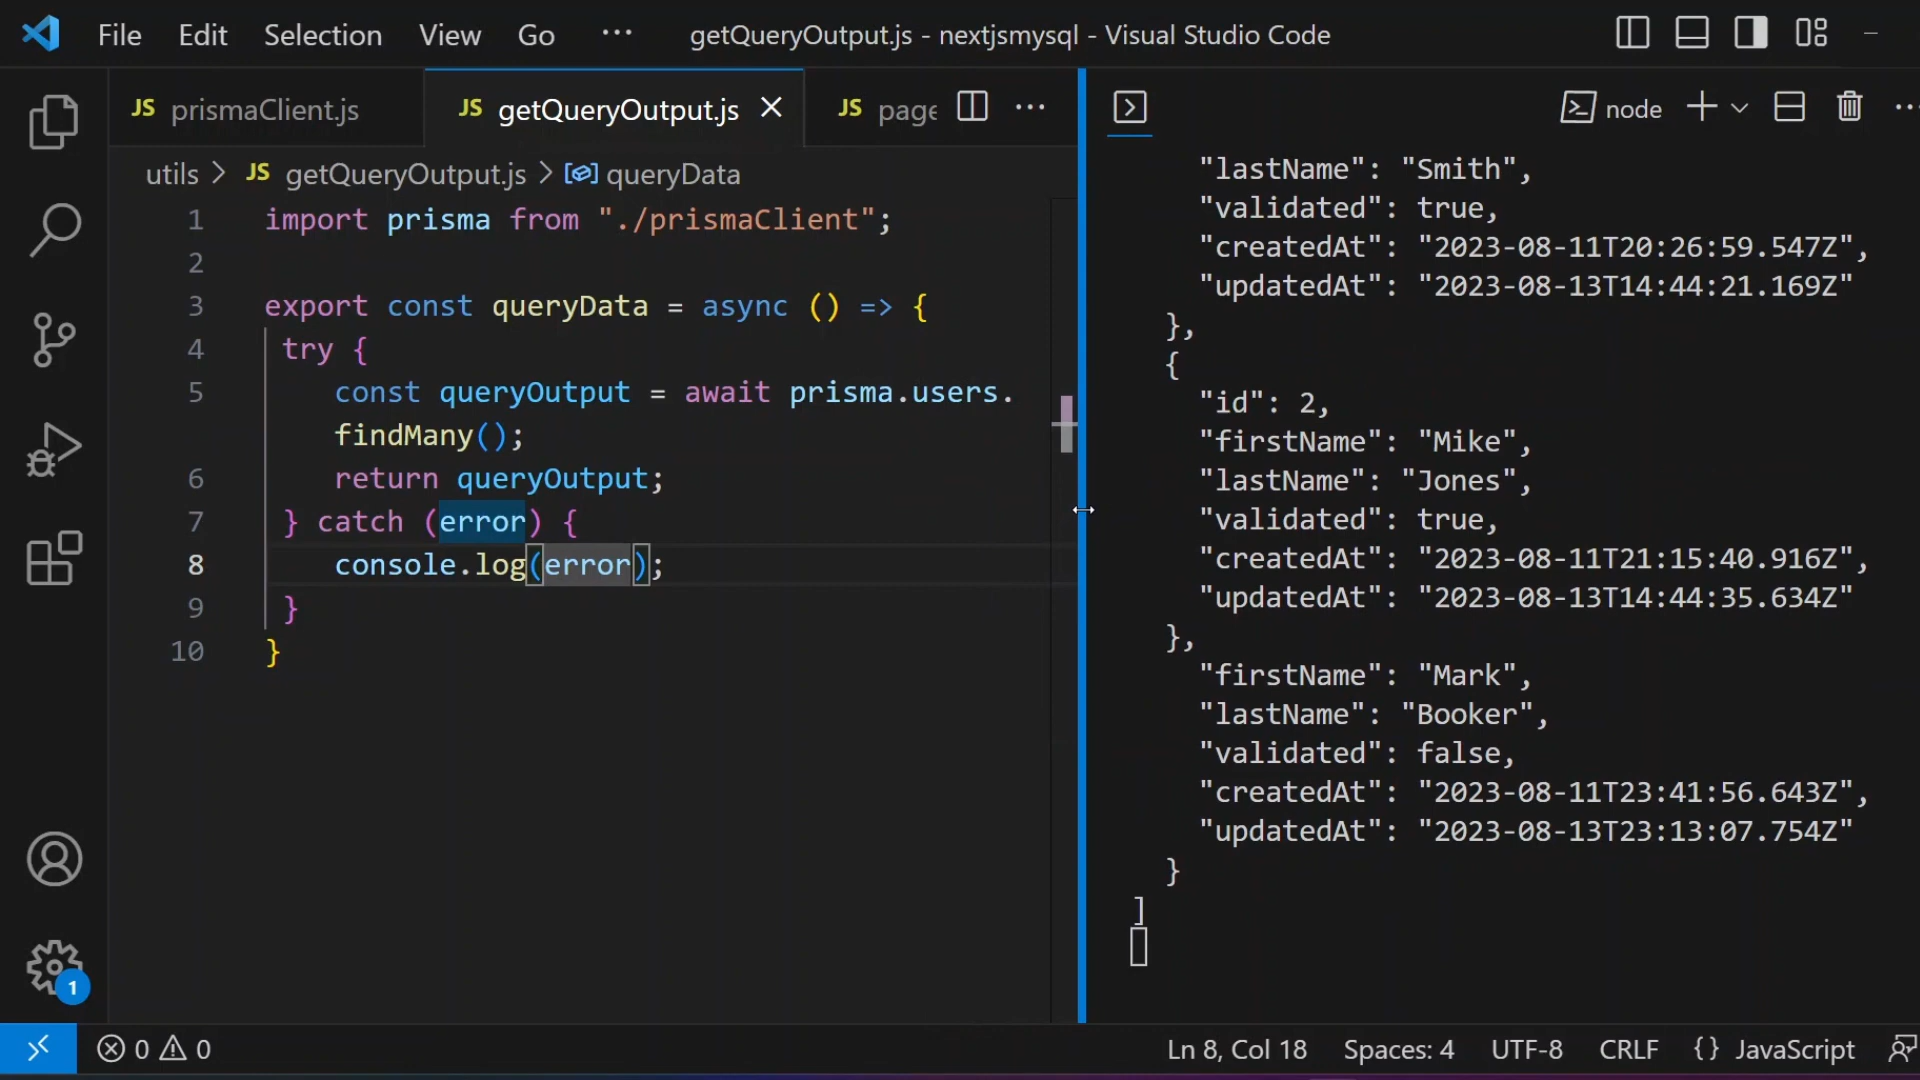 File Edit Selection View Go ··· getQueryOutput.js - nextjsmysql - Visual Studio Code
JS prismaClient.js JS getQueryOutput.js JS page
utils > JS getQueryOutput.js > queryData
1 import prisma from "./prismaClient";
2
3 export const queryData = async () => {
4 try {
5 const queryOutput = await prisma.users.
findMany();
6 return queryOutput;
7 } catch (error) {
8 console.log(error);
9 }
10 }
node
"lastName": "Smith",
"validated": true,
"createdAt": "2023-08-11T20:26:59.547Z",
"updatedAt": "2023-08-13T14:44:21.169Z"
},
{
"id": 2,
"firstName": "Mike",
"lastName": "Jones",
"validated": true,
"createdAt": "2023-08-11T21:15:40.916Z",
"updatedAt": "2023-08-13T14:44:35.634Z"
},
"firstName": "Mark",
"lastName": "Booker",
"validated": false,
"createdAt": "2023-08-11T23:41:56.643Z",
"updatedAt": "2023-08-13T23:13:07.754Z"
}
]
1
0 0 Ln 8, Col 18 Spaces: 4 UTF-8 CRLF {} JavaScript